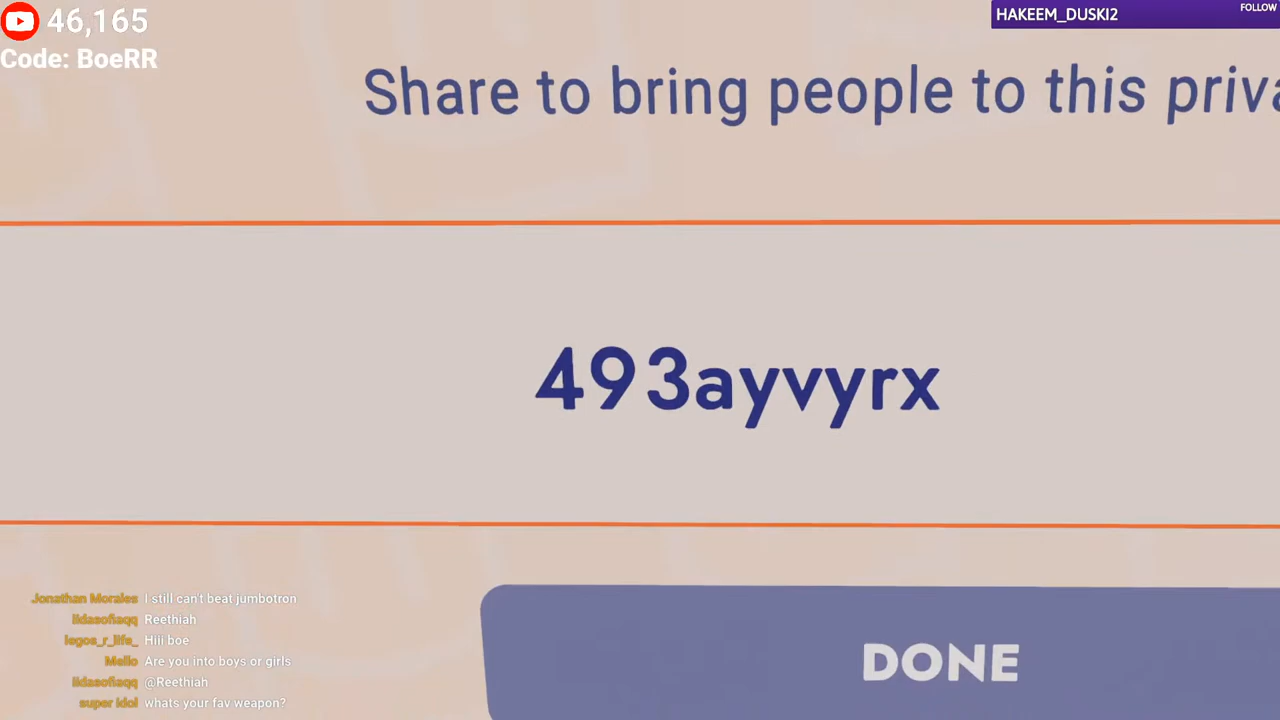 46,165
Code: BoeRR
HAKEEM_DUSKI2
FOLLOW
Share to bring people to this priva
493ayvyrx
DONE
Jonathan Morales I still can't beat jumbotron
lidasofiaqq Reethiah
legos_r_life_ Hiii boe
Mello Are you into boys or girls
lidasofiaqq @Reethiah
super idol whats your fav weapon?